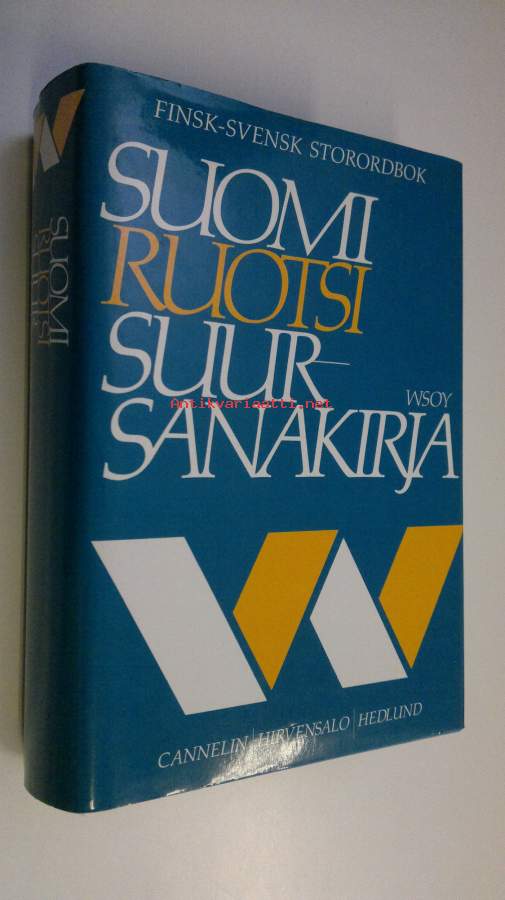 FINSK-SVENSK STORORDBOK
SUOMI
RUOTSI
SUUR-
WSOY
SANAKIRJA
CANNELIN | HIRVENSALO | HEDLUND
SUOMI
RUOTSI
Antikvariaatti.net